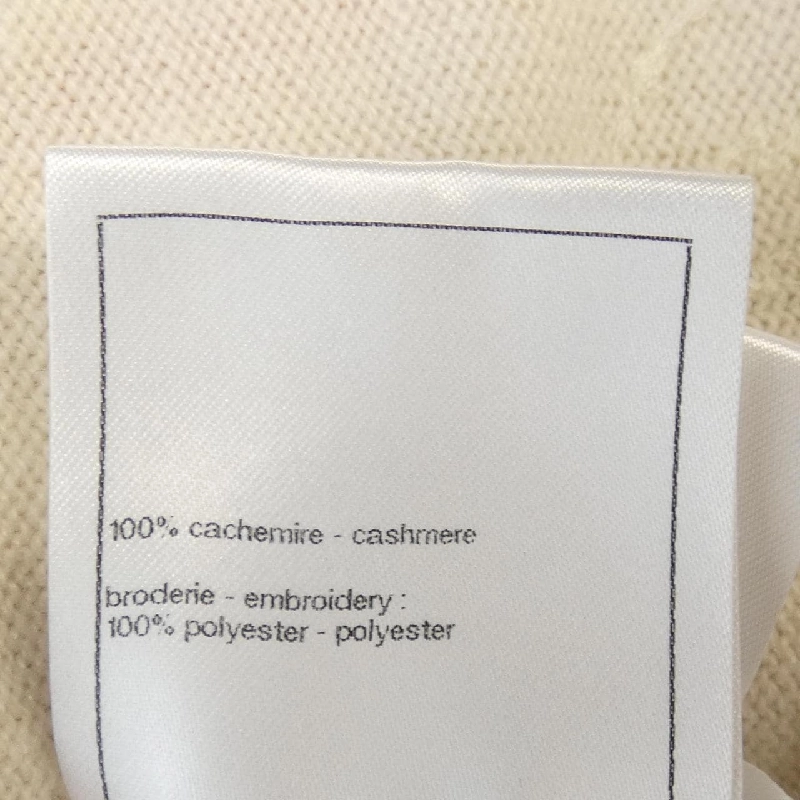 100% cachemire - cashmere
broderie - embroidery :
100% polyester - polyester